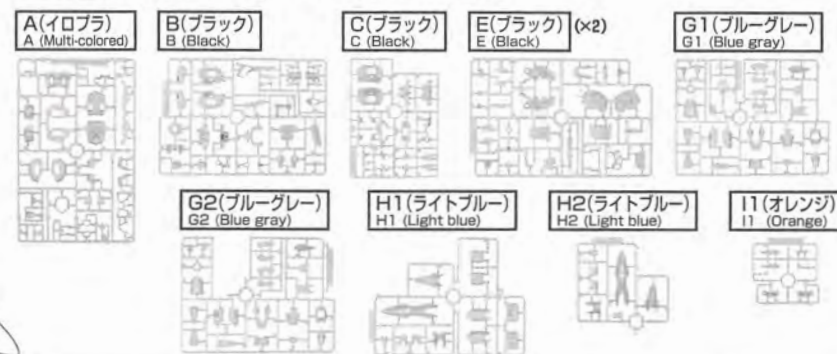 A(イロプラ)
A (Multi-colored)
B(ブラック)
B (Black)
C(ブラック)
C (Black)
E(ブラック) (×2)
E (Black)
G1(ブルーグレー)
G1 (Blue gray)
G2(ブルーグレー)
G2 (Blue gray)
H1(ライトブルー)
H1 (Light blue)
H2(ライトブルー)
H2 (Light blue)
I1(オレンジ)
I1 (Orange)